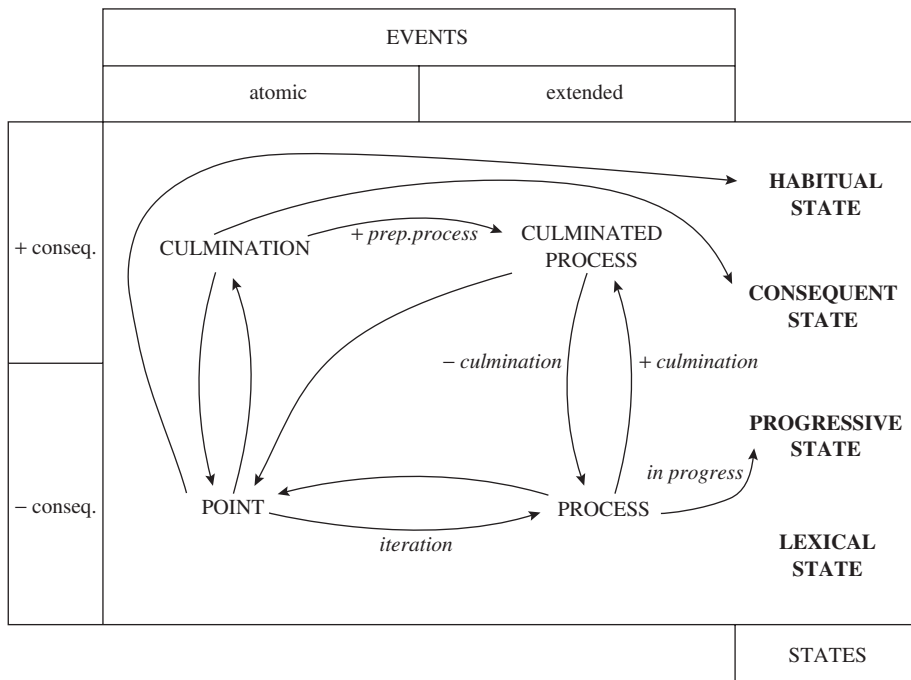 EVENTS
atomic
extended
HABITUAL
STATE
+ conseq.
CULMINATION
+ prep.process
CULMINATED
PROCESS
CONSEQUENT
STATE
− culmination
+ culmination
PROGRESSIVE
STATE
in progress
− conseq.
POINT
PROCESS
iteration
LEXICAL
STATE
STATES